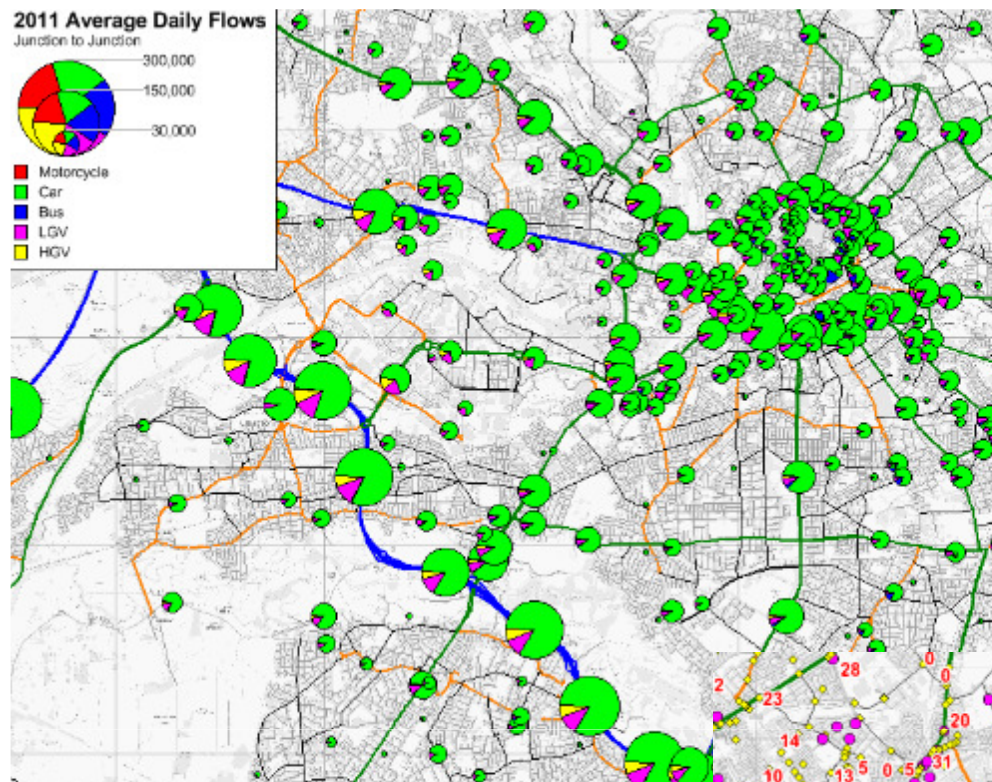 2011 Average Daily Flows
Junction to Junction
300,000
150,000
30,000
Motorcycle
Car
Bus
LGV
HGV
28
0
0
2
23
20
14
31
10
13
5
0
5